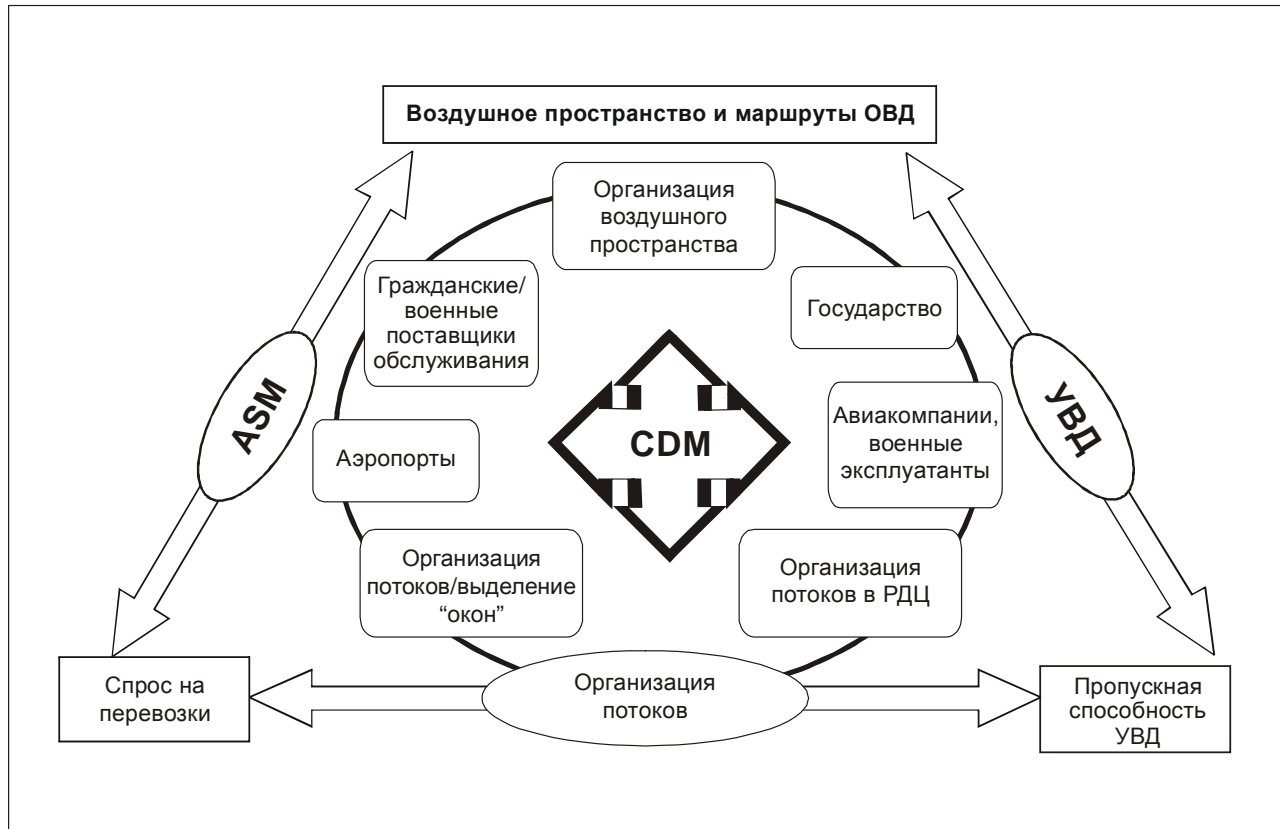 Воздушное пространство и маршруты ОВД
Организация
воздушного
пространства
Гражданские/
военные
поставщики
обслуживания
Государство
ASM
CDM
УВД
Авиакомпании,
военные
эксплуатанты
Аэропорты
Организация
потоков/выделение
“окон”
Организация
потоков в РДЦ
Спрос на
перевозки
Организация
потоков
Пропускная
способность
УВД